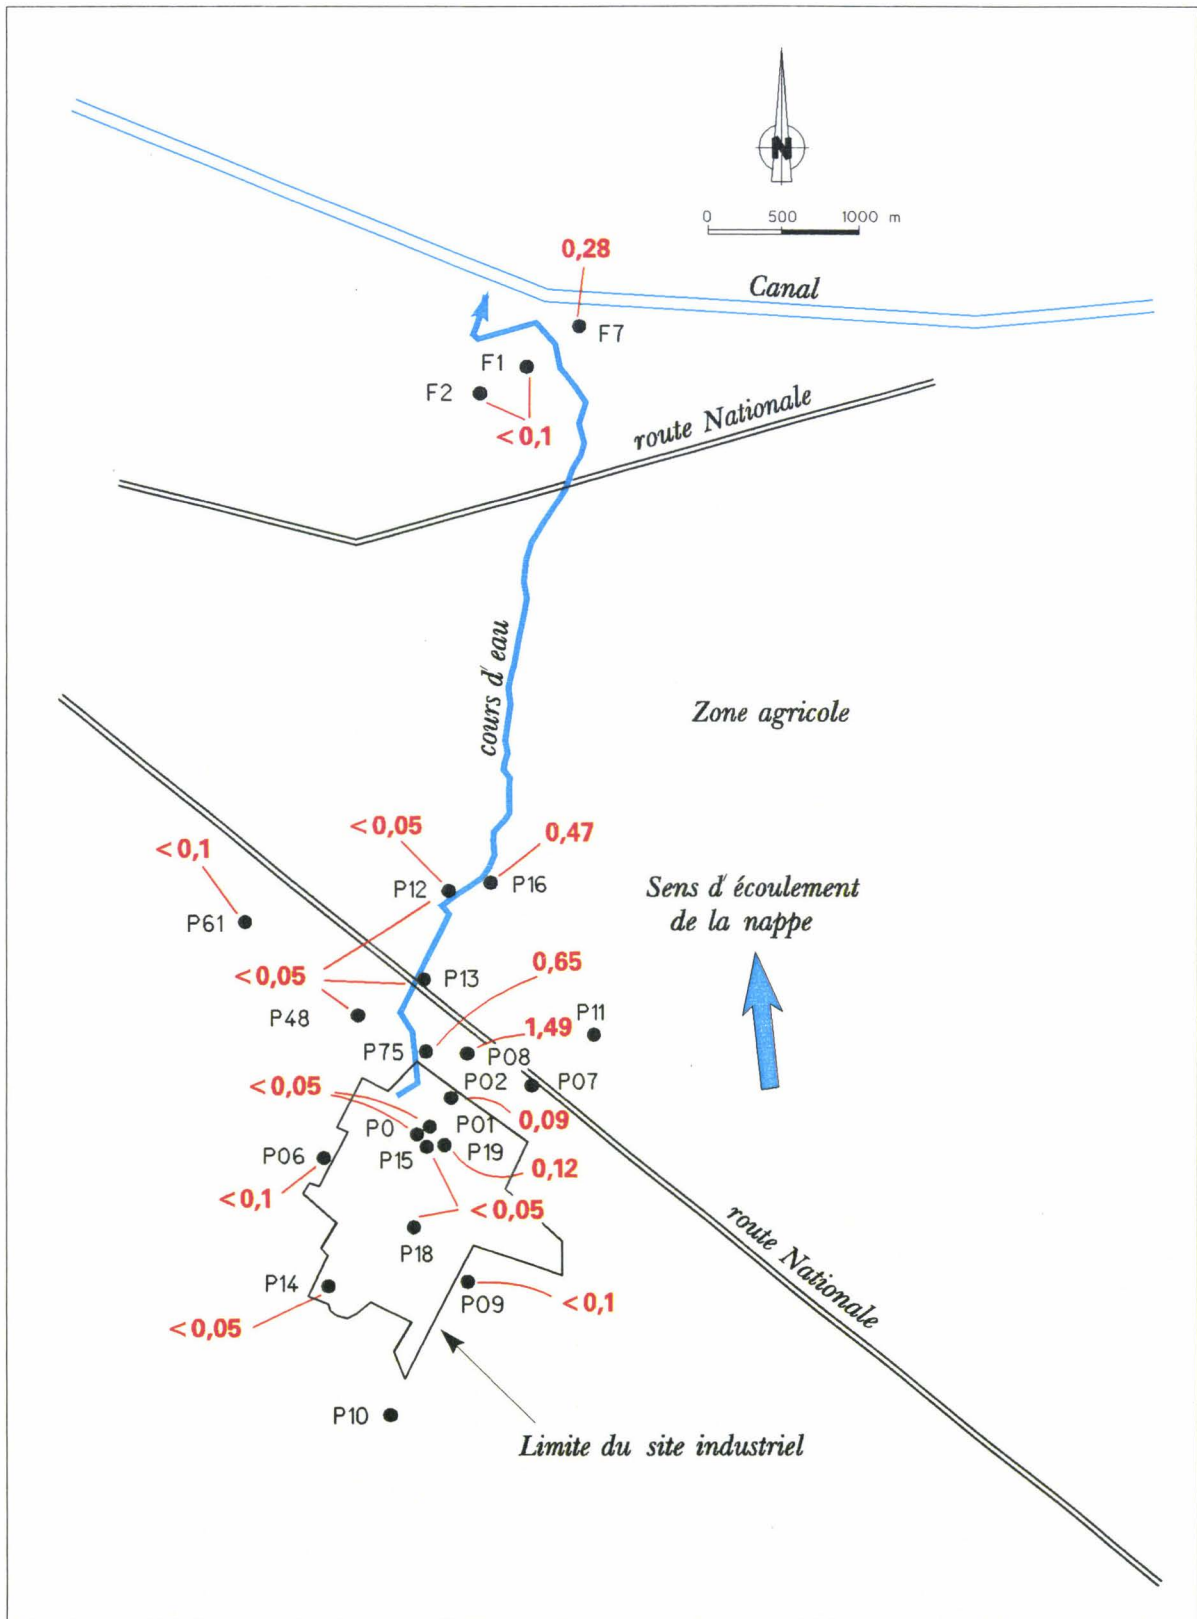 N
0 500 1000 m
0,28
Canal
F7
F1
F2
<0,1
route Nationale
cours d'eau
Zone agricole
<0,05
0,47
<0,1
P12
P16
Sens d'écoulement
de la nappe
P61
0,65
<0,05
P13
P48
P11
1,49
P75
P08
<0,05
P02
P07
P01
0,09
P0
P15
P19
P06
0,12
<0,1
<0,05
route Nationale
P18
P14
P09
<0,1
<0,05
P10
Limite du site industriel